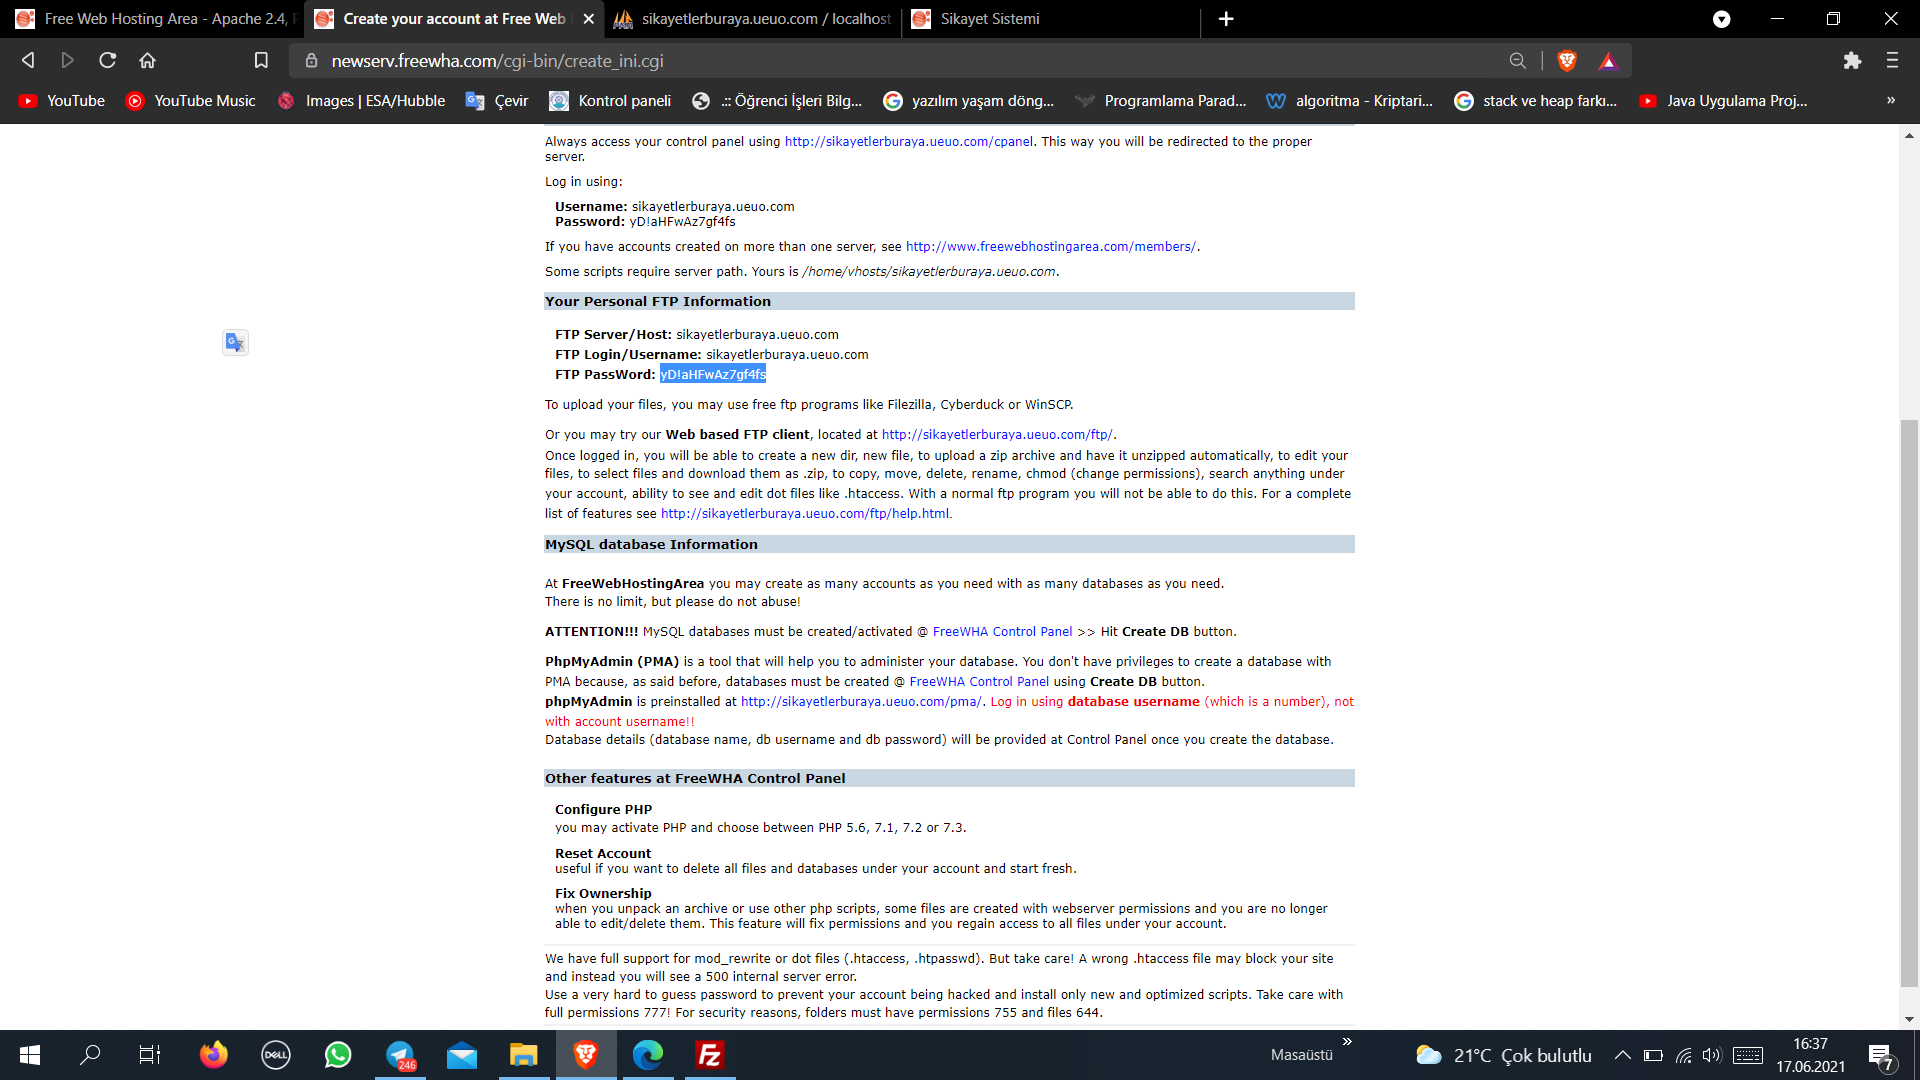 Free Web Hosting Area - Apache 2.4,
Create your account at Free Web
sikayetlerburaya.ueuo.com / localhost
Sikayet Sistemi
newserv.freewha.com/cgi-bin/create_ini.cgi
YouTube
YouTube Music
Images | ESA/Hubble
Çevir
Kontrol paneli
.:: Öğrenci İşleri Bilg...
yazılım yaşam döng...
Programlama Parad...
algoritma - Kriptari...
stack ve heap farkı...
Java Uygulama Proj...
»
Always access your control panel using http://sikayetlerburaya.ueuo.com/cpanel. This way you will be redirected to the proper
server.
Log in using:
Username: sikayetlerburaya.ueuo.com
Password: yD!aHFwAz7gf4fs
If you have accounts created on more than one server, see http://www.freewebhostingarea.com/members/.
Some scripts require server path. Yours is /home/vhosts/sikayetlerburaya.ueuo.com.
Your Personal FTP Information
FTP Server/Host: sikayetlerburaya.ueuo.com
FTP Login/Username: sikayetlerburaya.ueuo.com
FTP PassWord: yD!aHFwAz7gf4fs
To upload your files, you may use free ftp programs like Filezilla, Cyberduck or WinSCP.
Or you may try our Web based FTP client, located at http://sikayetlerburaya.ueuo.com/ftp/.
Once logged in, you will be able to create a new dir, new file, to upload a zip archive and have it unzipped automatically, to edit your
files, to select files and download them as .zip, to copy, move, delete, rename, chmod (change permissions), search anything under
your account, ability to see and edit dot files like .htaccess. With a normal ftp program you will not be able to do this. For a complete
list of features see http://sikayetlerburaya.ueuo.com/ftp/help.html.
MySQL database Information
At FreeWebHostingArea you may create as many accounts as you need with as many databases as you need.
There is no limit, but please do not abuse!
ATTENTION!!! MySQL databases must be created/activated @ FreeWHA Control Panel >> Hit Create DB button.
PhpMyAdmin (PMA) is a tool that will help you to administer your database. You don't have privileges to create a database with
PMA because, as said before, databases must be created @ FreeWHA Control Panel using Create DB button.
phpMyAdmin is preinstalled at http://sikayetlerburaya.ueuo.com/pma/. Log in using database username (which is a number), not
with account username!!
Database details (database name, db username and db password) will be provided at Control Panel once you create the database.
Other features at FreeWHA Control Panel
Configure PHP
you may activate PHP and choose between PHP 5.6, 7.1, 7.2 or 7.3.
Reset Account
useful if you want to delete all files and databases under your account and start fresh.
Fix Ownership
when you unpack an archive or use other php scripts, some files are created with webserver permissions and you are no longer
able to edit/delete them. This feature will fix permissions and you regain access to all files under your account.
We have full support for mod_rewrite or dot files (.htaccess, .htpasswd). But take care! A wrong .htaccess file may block your site
and instead you will see a 500 internal server error.
Use a very hard to guess password to prevent your account being hacked and install only new and optimized scripts. Take care with
full permissions 777! For security reasons, folders must have permissions 755 and files 644.
DELL
246
Fz
Masaüstü
»
21°C Çok bulutlu
16:37
17.06.2021
7